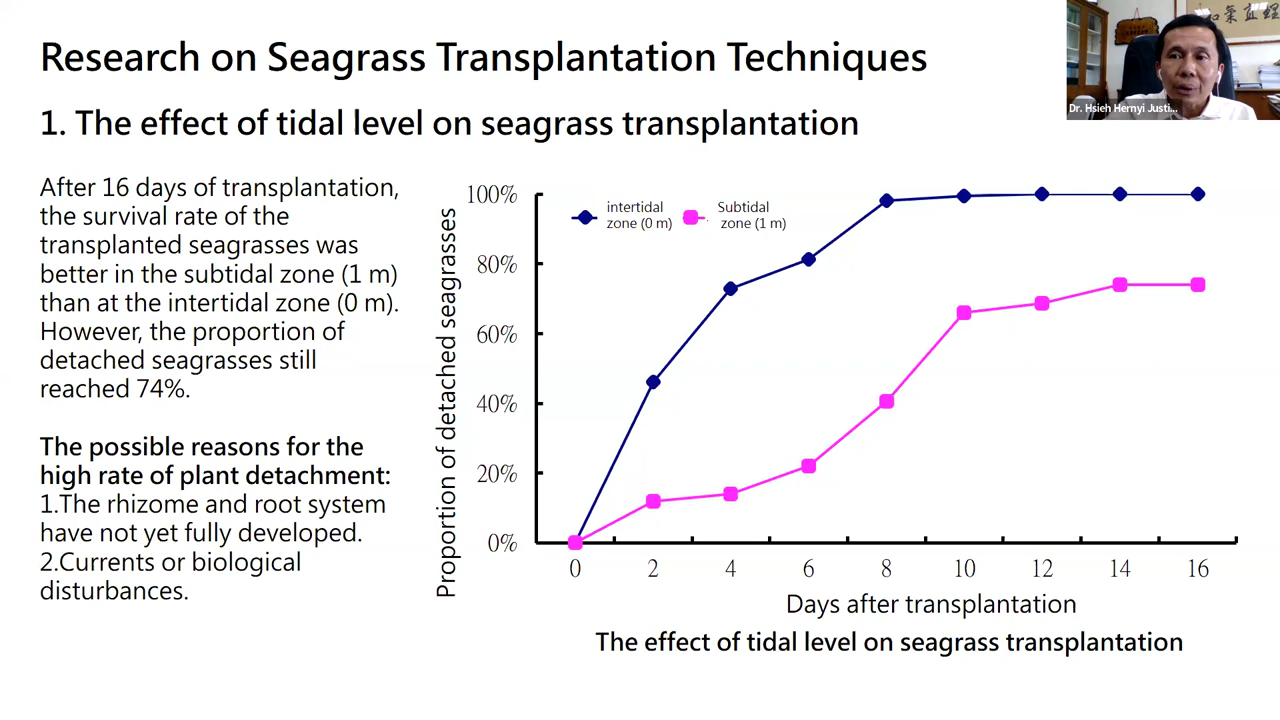 Research on Seagrass Transplantation Techniques
1. The effect of tidal level on seagrass transplantation
After 16 days of transplantation,
the survival rate of the
transplanted seagrasses was
better in the subtidal zone (1 m)
than at the intertidal zone (0 m).
However, the proportion of
detached seagrasses still
reached 74%.
The possible reasons for the
high rate of plant detachment:
1.The rhizome and root system
have not yet fully developed.
2.Currents or biological
disturbances.
Proportion of detached seagrasses
100%
80%
60%
40%
20%
0%
intertidal
zone (0 m)
Subtidal
zone (1 m)
0 2 4 6 8 10 12 14 16
Days after transplantation
The effect of tidal level on seagrass transplantation
Dr. Hsieh Hernyi Justi...